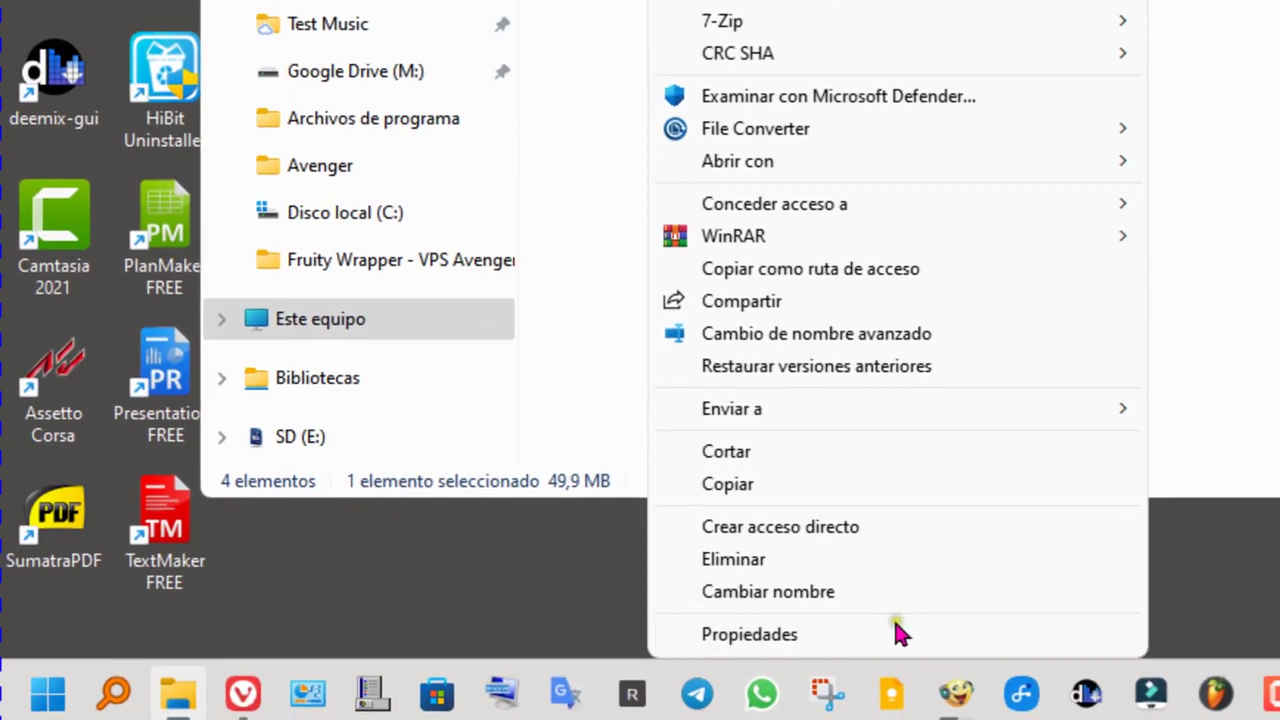 deemix-gui
HiBit
Uninstalle
Camtasia
2021
PM
PlanMake
FREE
Assetto
Corsa
PR
Presentatio
FREE
PDF
SumatraPDF
TM
TextMaker
FREE
Test Music
Google Drive (M:)
Archivos de programa
Avenger
Disco local (C:)
Fruity Wrapper - VPS Avenger
Este equipo
Bibliotecas
SD (E:)
4 elementos
1 elemento seleccionado 49,9 MB
7-Zip
CRC SHA
Examinar con Microsoft Defender...
File Converter
Abrir con
Conceder acceso a
WinRAR
Copiar como ruta de acceso
Compartir
Cambio de nombre avanzado
Restaurar versiones anteriores
Enviar a
Cortar
Copiar
Crear acceso directo
Eliminar
Cambiar nombre
Propiedades
R